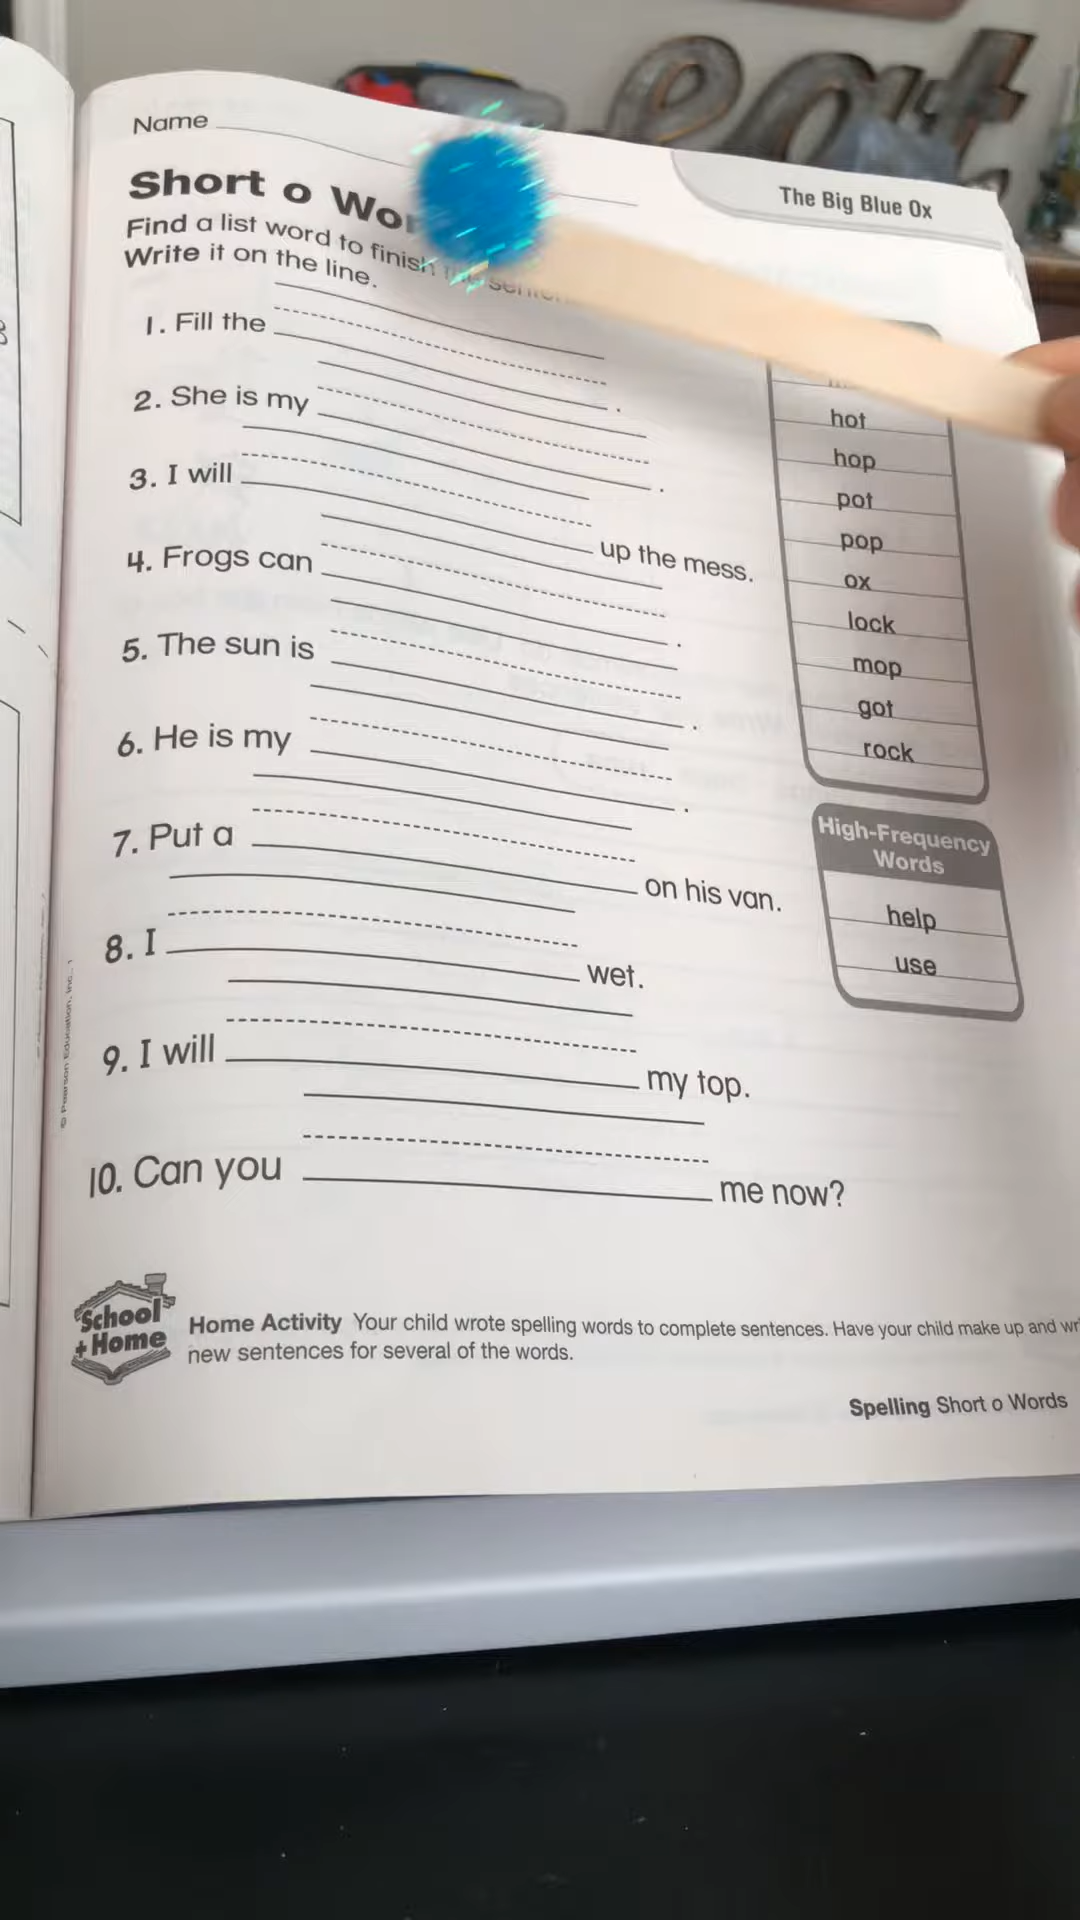 eat
Name
The Big Blue Ox
Short o
Find a list word to finish
Write it on the line.
1. Fill the .
2. She is my .
3. I will up the mess.
4. Frogs can .
5. The sun is .
6. He is my .
7. Put a on his van.
8. I wet.
9. I will my top.
10. Can you me now?
hot
hop
pot
pop
ox
lock
mop
got
rock
High-Frequency
Words
help
use
© Pearson Education, Inc., 1
School
+ Home
Home Activity Your child wrote spelling words to complete sentences. Have your child make up and
new sentences for several of the words.
Spelling Short o Words